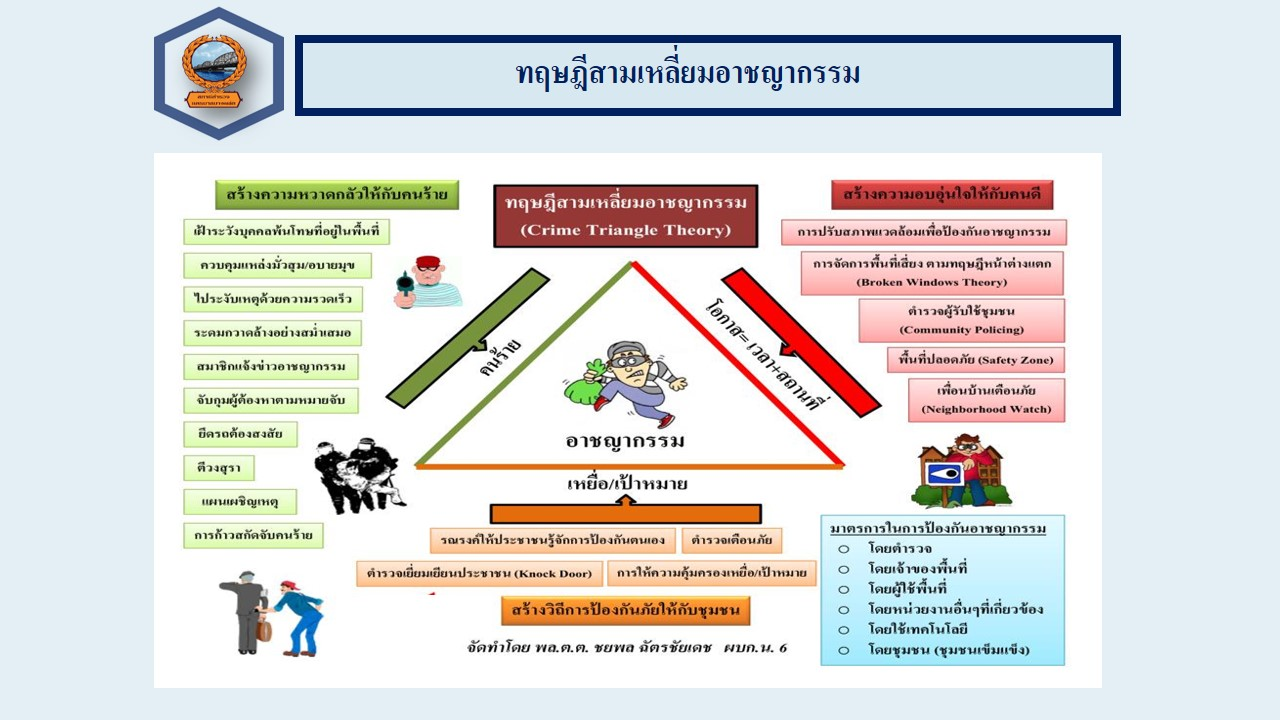 ทฤษฎีสามเหลี่ยมอาชญากรรม
สร้างความหวาดกลัวให้กับคนร้าย
เฝ้าระวังบุคคลพ้นโทษที่อยู่ในพื้นที่
ควบคุมแหล่งมั่วสุม/อบายมุข
ไประงับเหตุด้วยความรวดเร็ว
ระดมกวาดล้างอย่างสม่ำเสมอ
สมาชิกแจ้งข่าวอาชญากรรม
จับกุมผู้ต้องหาตามหมายจับ
ยึดรถต้องสงสัย
ตีวงสุรา
แผนเผชิญเหตุ
การก้าวสกัดจับคนร้าย
ทฤษฎีสามเหลี่ยมอาชญากรรม
(Crime Triangle Theory)
คนร้าย
โอกาส= เวลา+สถานที่
อาชญากรรม
เหยื่อ/เป้าหมาย
รณรงค์ให้ประชาชนรู้จักการป้องกันตนเอง
ตำรวจเตือนภัย
ตำรวจเยี่ยมเยียนประชาชน (Knock Door)
การให้ความคุ้มครองเหยื่อ/เป้าหมาย
สร้างวิถีการป้องกันภัยให้กับชุมชน
จัดทำโดย พล.ต.ต. ชยพล ฉัตรชัยเดช ผบก.น. 6
สร้างความอบอุ่นใจให้กับคนดี
การปรับสภาพแวดล้อมเพื่อป้องกันอาชญากรรม
การจัดการพื้นที่เสี่ยง ตามทฤษฎีหน้าต่างแตก
(Broken Windows Theory)
ตำรวจผู้รับใช้ชุมชน
(Community Policing)
พื้นที่ปลอดภัย (Safety Zone)
เพื่อนบ้านเตือนภัย
(Neighborhood Watch)
มาตรการในการป้องกันอาชญากรรม
o โดยตำรวจ
o โดยเจ้าของพื้นที่
o โดยผู้ใช้พื้นที่
o โดยหน่วยงานอื่นๆที่เกี่ยวข้อง
o โดยใช้เทคโนโลยี
o โดยชุมชน (ชุมชนเข้มแข็ง)